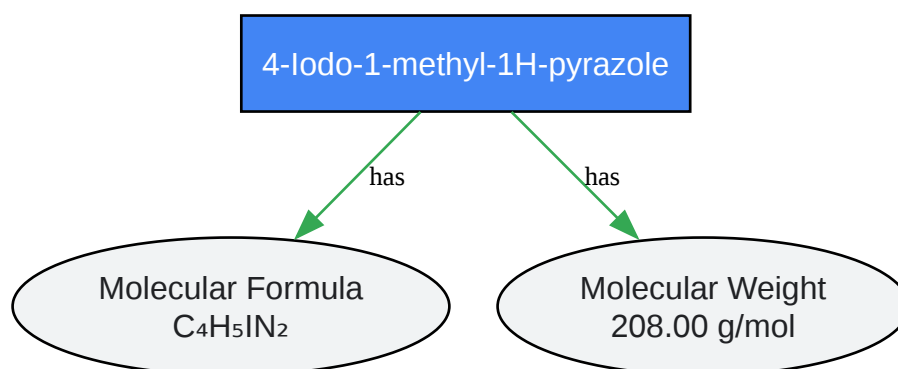 4-Iodo-1-methyl-1H-pyrazole
has
has
Molecular Formula
C₄H₅IN₂
Molecular Weight
208.00 g/mol